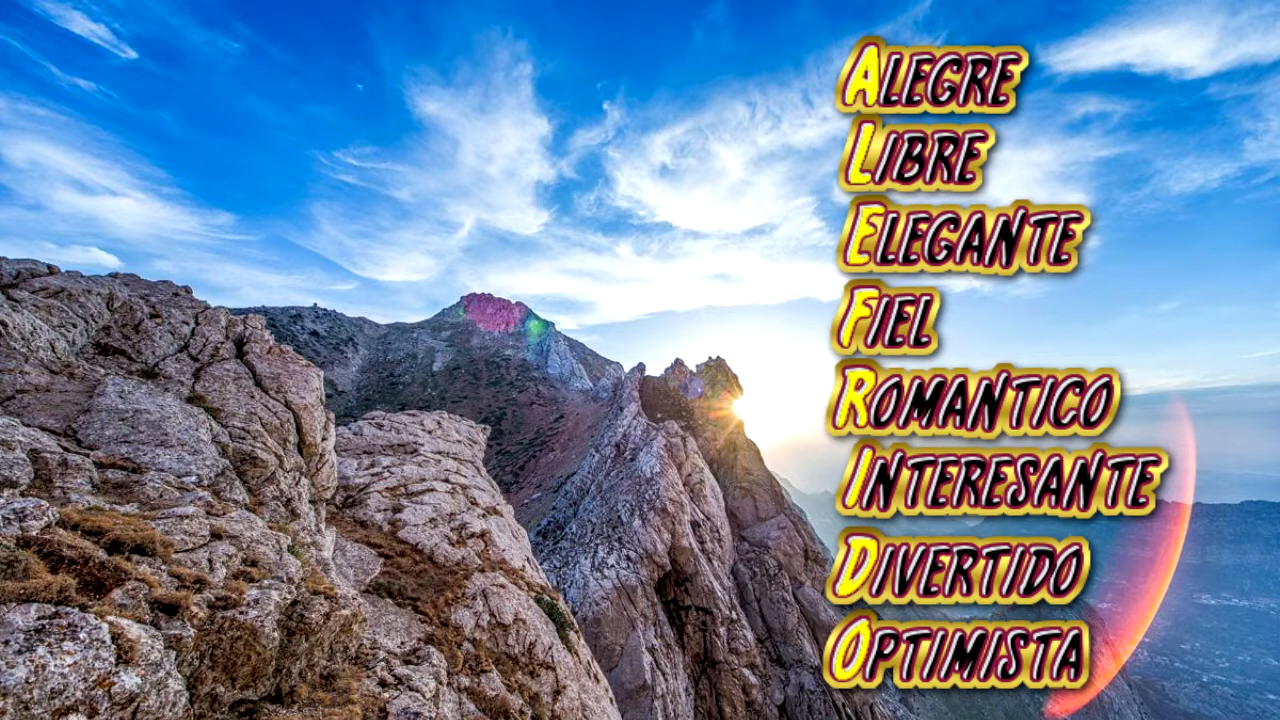 ALEGRE
LIBRE
ELEGANTE
FIEL
ROMANTICO
INTERESANTE
DIVERTIDO
OPTIMISTA